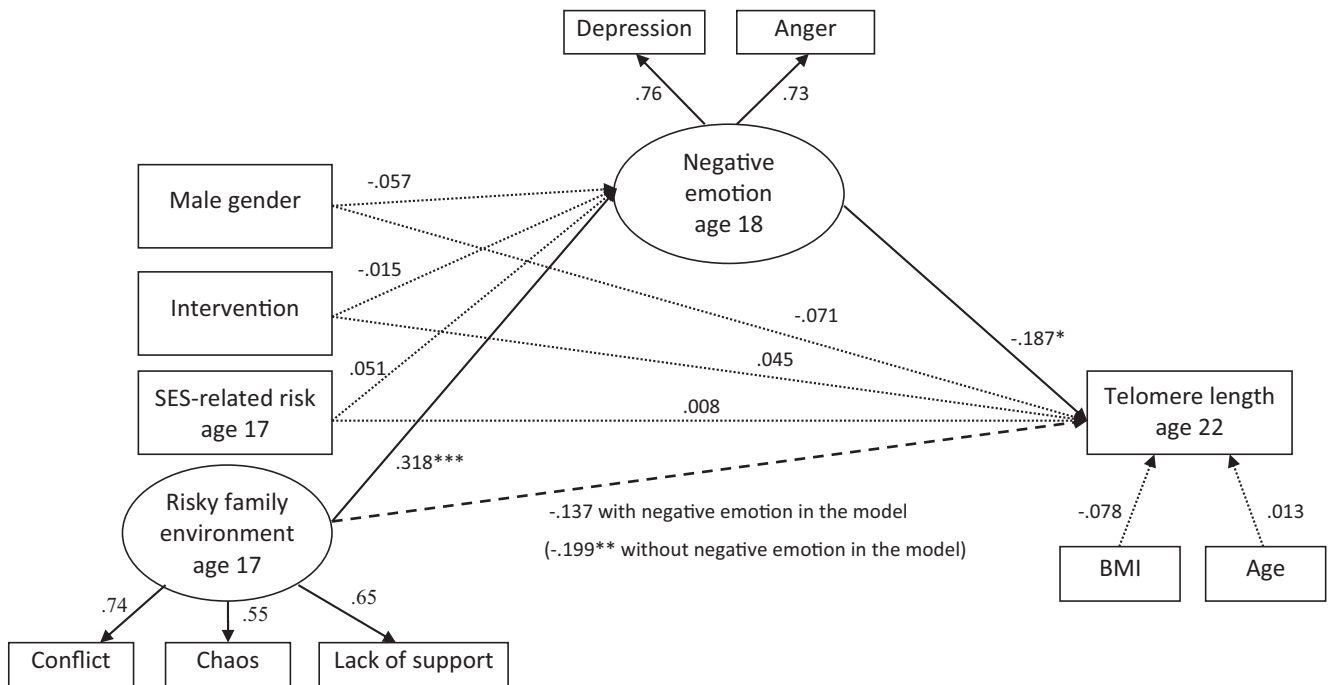 Depression
Anger
.76
.73
Negative
emotion
age 18
Male gender
-.057
Intervention
-.015
-.071
-.187*
SES-related risk
age 17
.051
.045
.008
Telomere length
age 22
.318***
Risky family
environment
age 17
-.137 with negative emotion in the model
(-.199** without negative emotion in the model)
-.078
.013
BMI
Age
.74
.55
.65
Conflict
Chaos
Lack of support